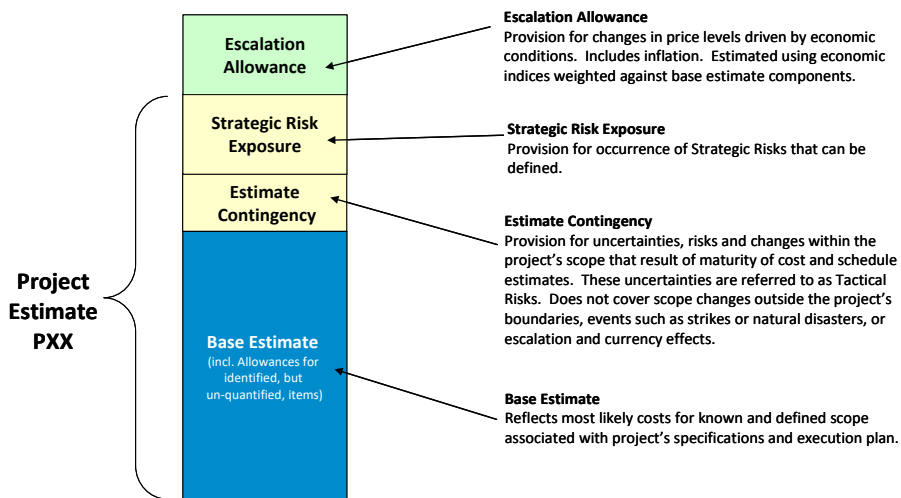 Escalation
Allowance
Strategic Risk
Exposure
Estimate
Contingency
Project
Estimate
PXX
Base Estimate
(incl. Allowances for
identified, but
un-quantified, items)
Escalation Allowance
Provision for changes in price levels driven by economic
conditions. Includes inflation. Estimated using economic
indices weighted against base estimate components.
Strategic Risk Exposure
Provision for occurrence of Strategic Risks that can be
defined.
Estimate Contingency
Provision for uncertainties, risks and changes within the
project’s scope that result of maturity of cost and schedule
estimates. These uncertainties are referred to as Tactical
Risks. Does not cover scope changes outside the project’s
boundaries, events such as strikes or natural disasters, or
escalation and currency effects.
Base Estimate
Reflects most likely costs for known and defined scope
associated with project’s specifications and execution plan.